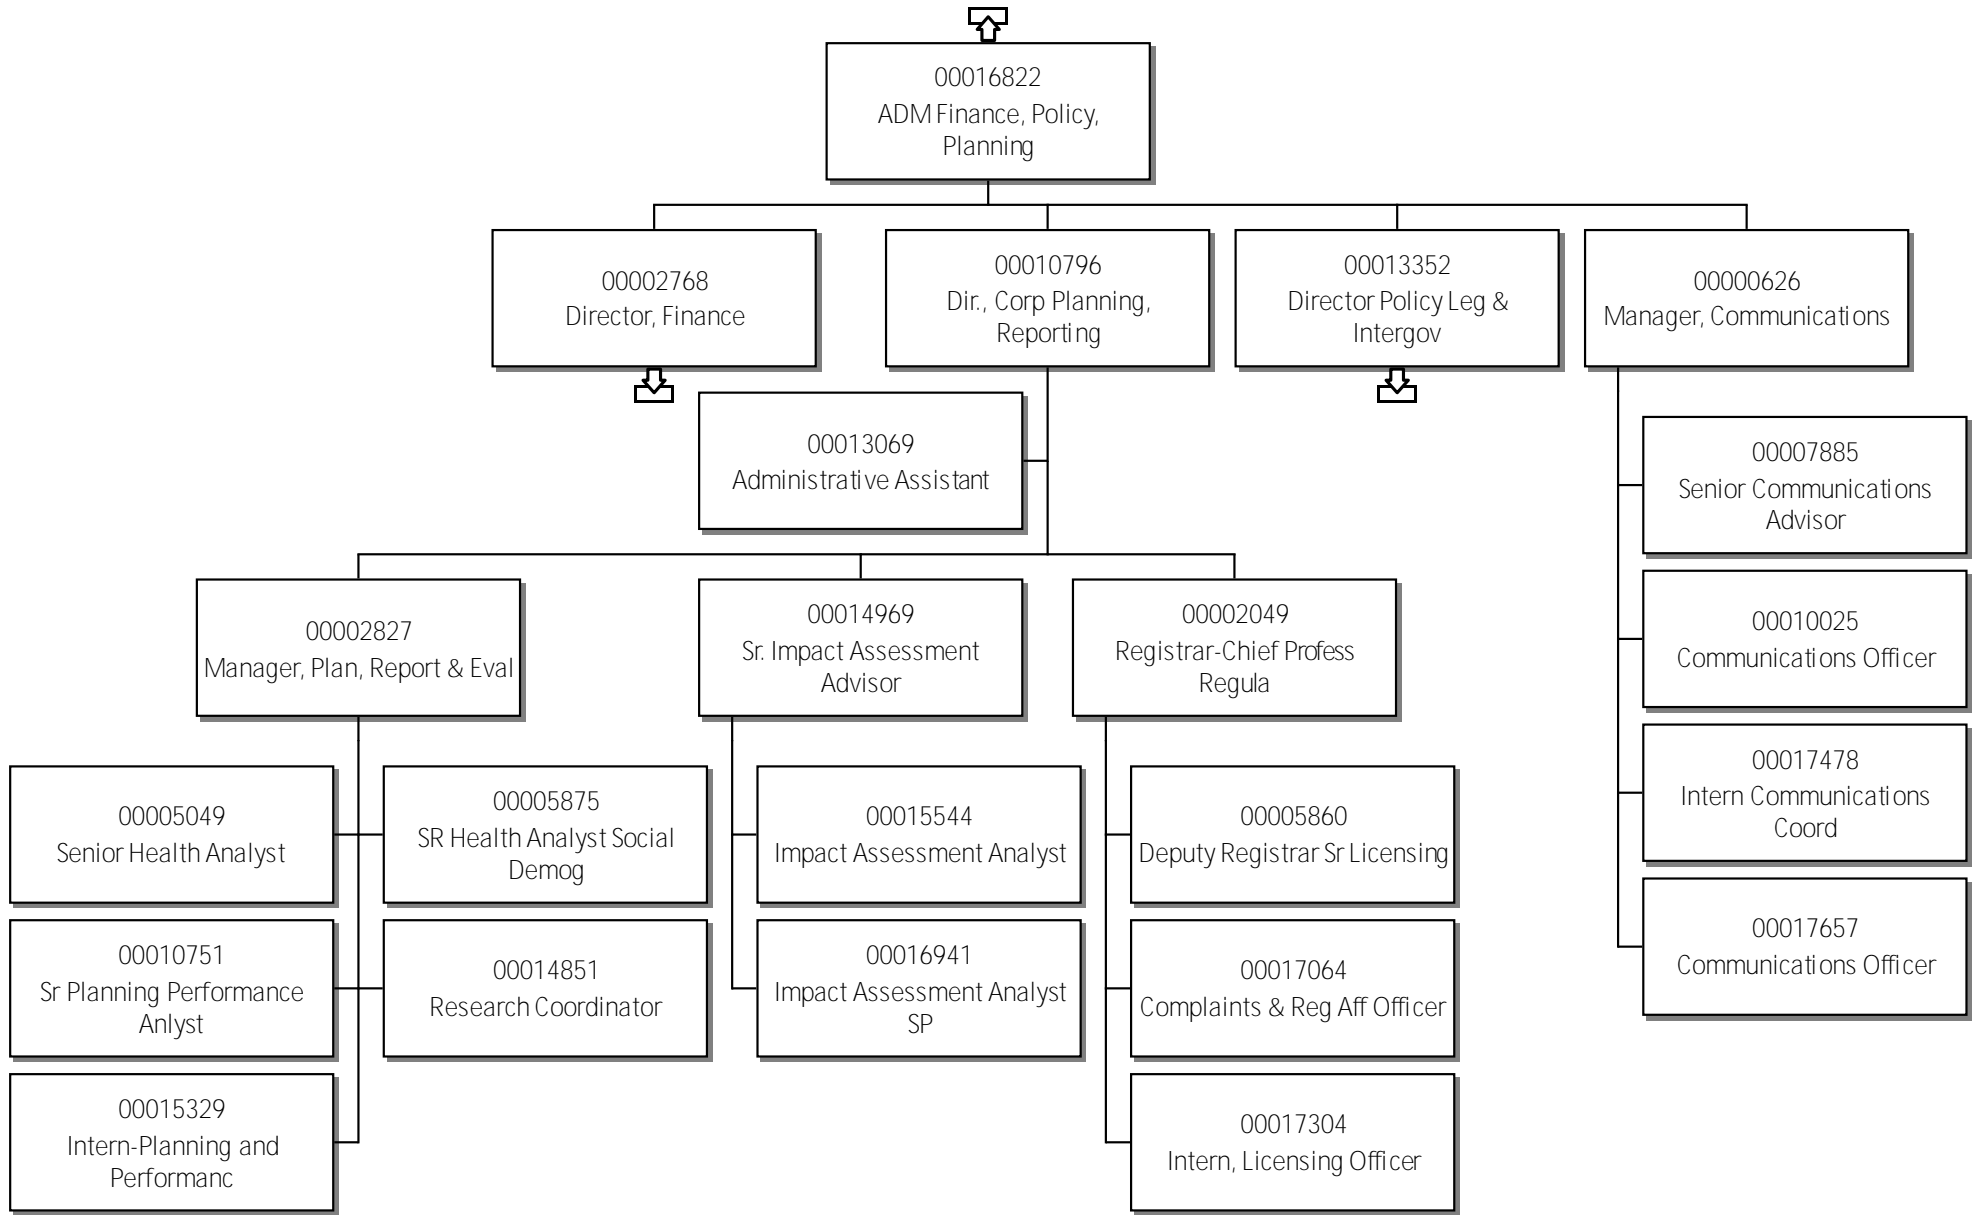 00016822
ADM Finance, Policy,
Planning
00002768
Director, Finance
00010796
Dir., Corp Planning,
Reporting
00013352
Director Policy Leg &
Intergov
00000626
Manager, Communications
00013069
Administrative Assistant
00007885
Senior Communications
Advisor
00010025
Communications Officer
00017478
Intern Communications
Coord
00017657
Communications Officer
00002827
Manager, Plan, Report & Eval
00014969
Sr. Impact Assessment
Advisor
00002049
Registrar-Chief Profess
Regula
00005049
Senior Health Analyst
00005875
SR Health Analyst Social
Demog
00010751
Sr Planning Performance
Anlyst
00014851
Research Coordinator
00015329
Intern-Planning and
Performanc
00015544
Impact Assessment Analyst
00016941
Impact Assessment Analyst
SP
00005860
Deputy Registrar Sr Licensing
00017064
Complaints & Reg Aff Officer
00017304
Intern, Licensing Officer